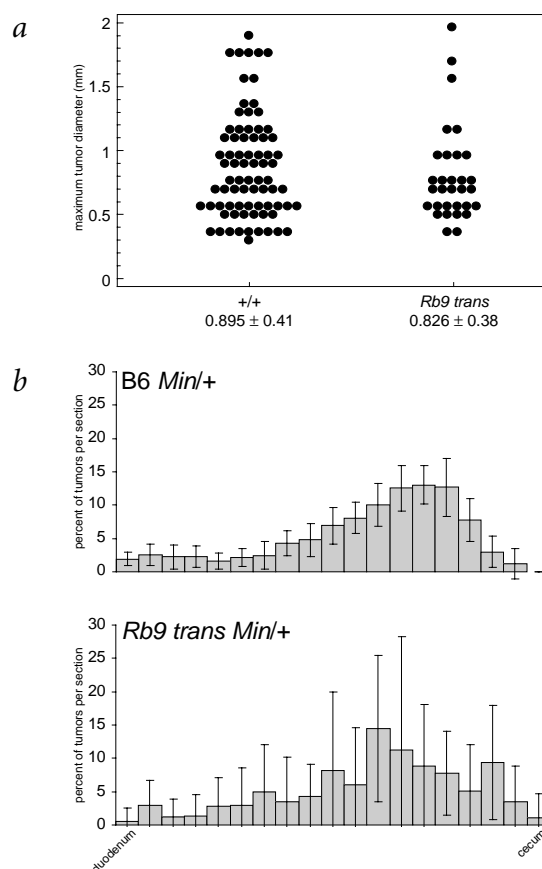 a
maximum tumor diameter (mm)
2
1.5
1
0.5
0
+/+
0.895 ± 0.41
Rb9 trans
0.826 ± 0.38
b
B6 Min/+
percent of tumors per section
30
25
20
15
10
5
0
Rb9 trans Min/+
percent of tumors per section
30
25
20
15
10
5
0
duodenum
cecum